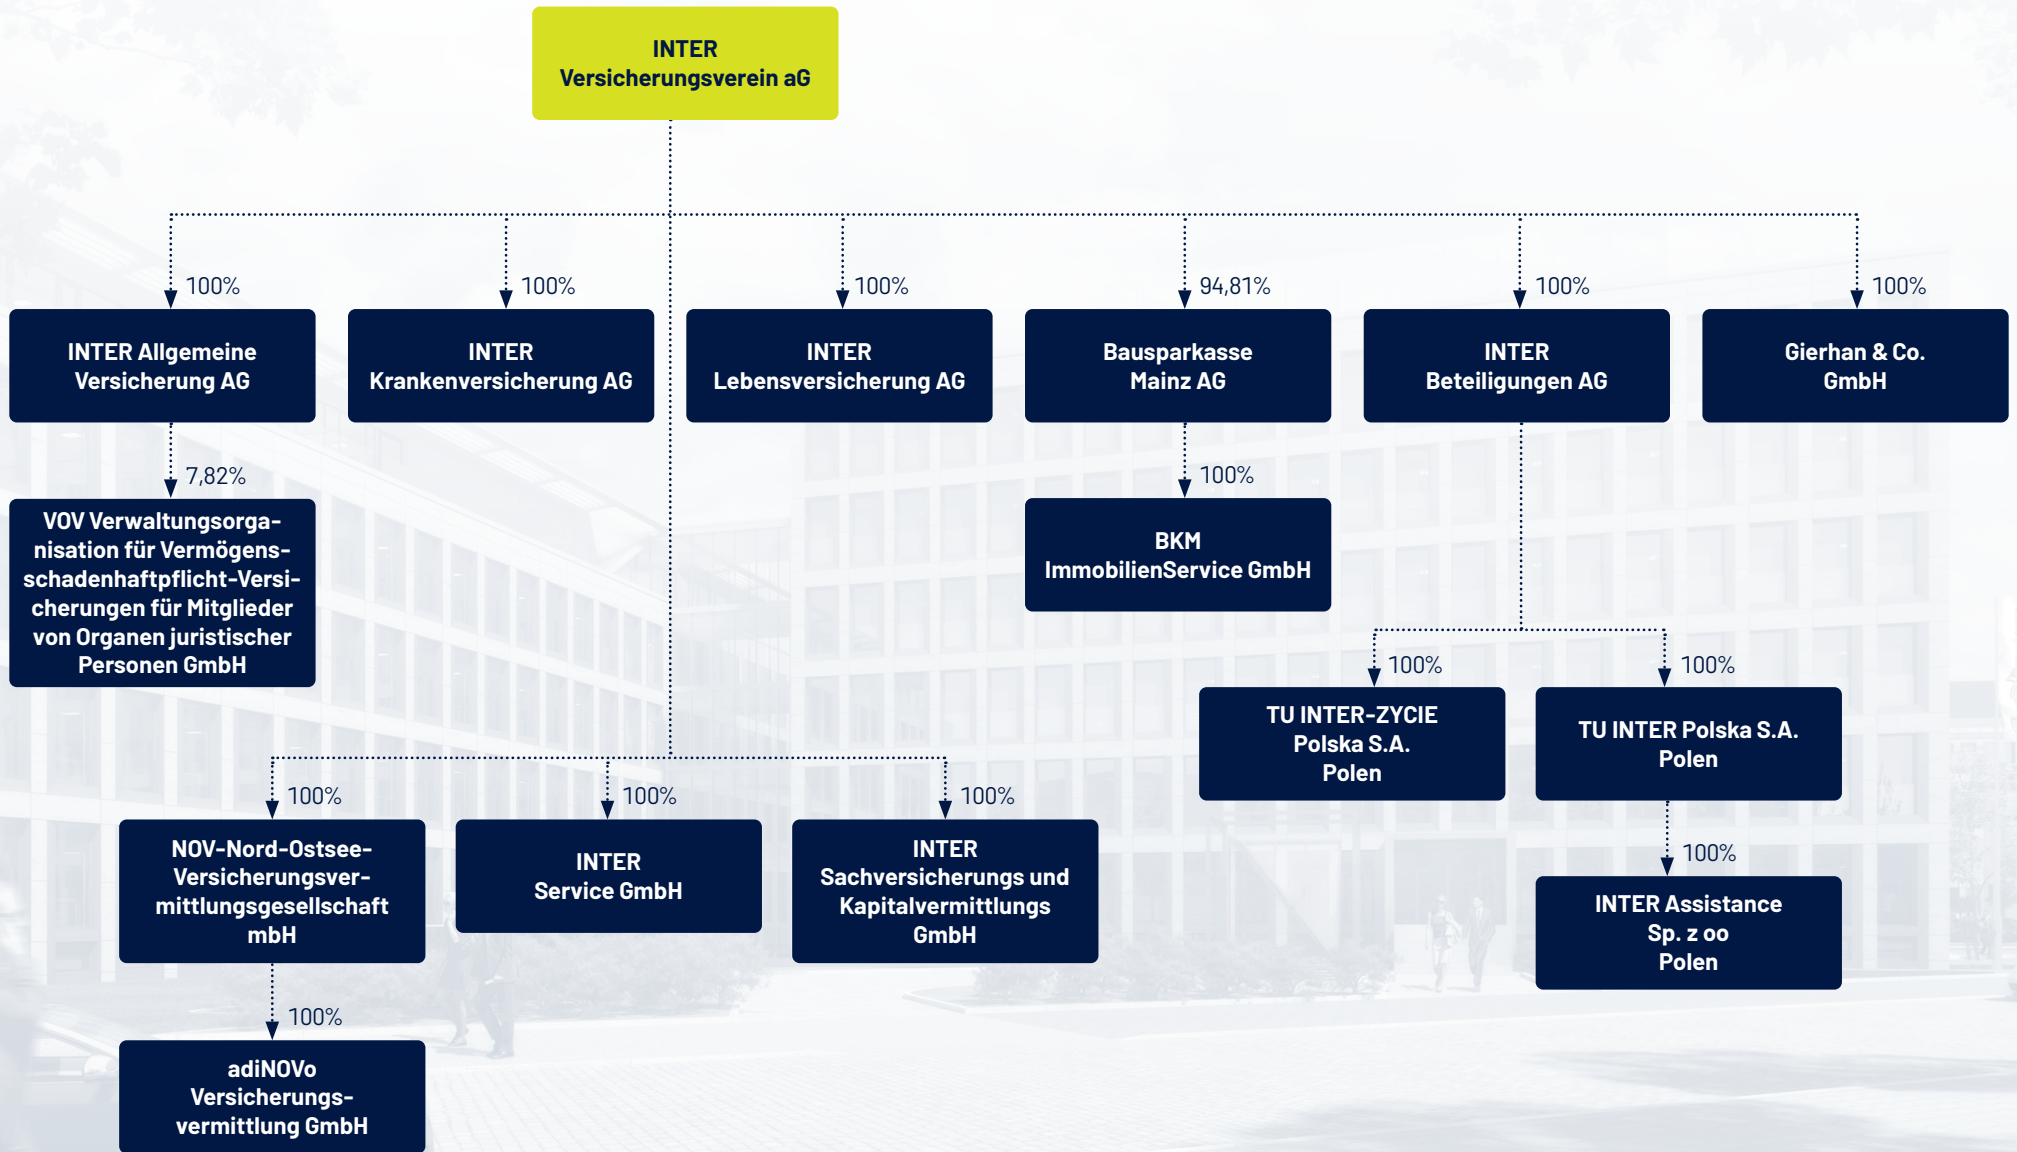 INTER
Versicherungsverein aG
100%
100%
100%
94,81%
100%
100%
INTER Allgemeine
Versicherung AG
INTER
Krankenversicherung AG
INTER
Lebensversicherung AG
Bausparkasse
Mainz AG
INTER
Beteiligungen AG
Gierhan & Co.
GmbH
7,82%
100%
VOV Verwaltungsorga-
nisation für Vermögens-
schadenhaftpflicht-Versi-
cherungen für Mitglieder
von Organen juristischer
Personen GmbH
BKM
ImmobilienService GmbH
100%
100%
TU INTER-ZYCIE
Polska S.A.
Polen
TU INTER Polska S.A.
Polen
100%
100%
100%
NOV-Nord-Ostsee-
Versicherungsver-
mittlungsgesellschaft
mbH
INTER
Service GmbH
INTER
Sachversicherungs und
Kapitalvermittlungs
GmbH
100%
INTER Assistance
Sp. z oo
Polen
100%
adiNOVo
Versicherungs-
vermittlung GmbH